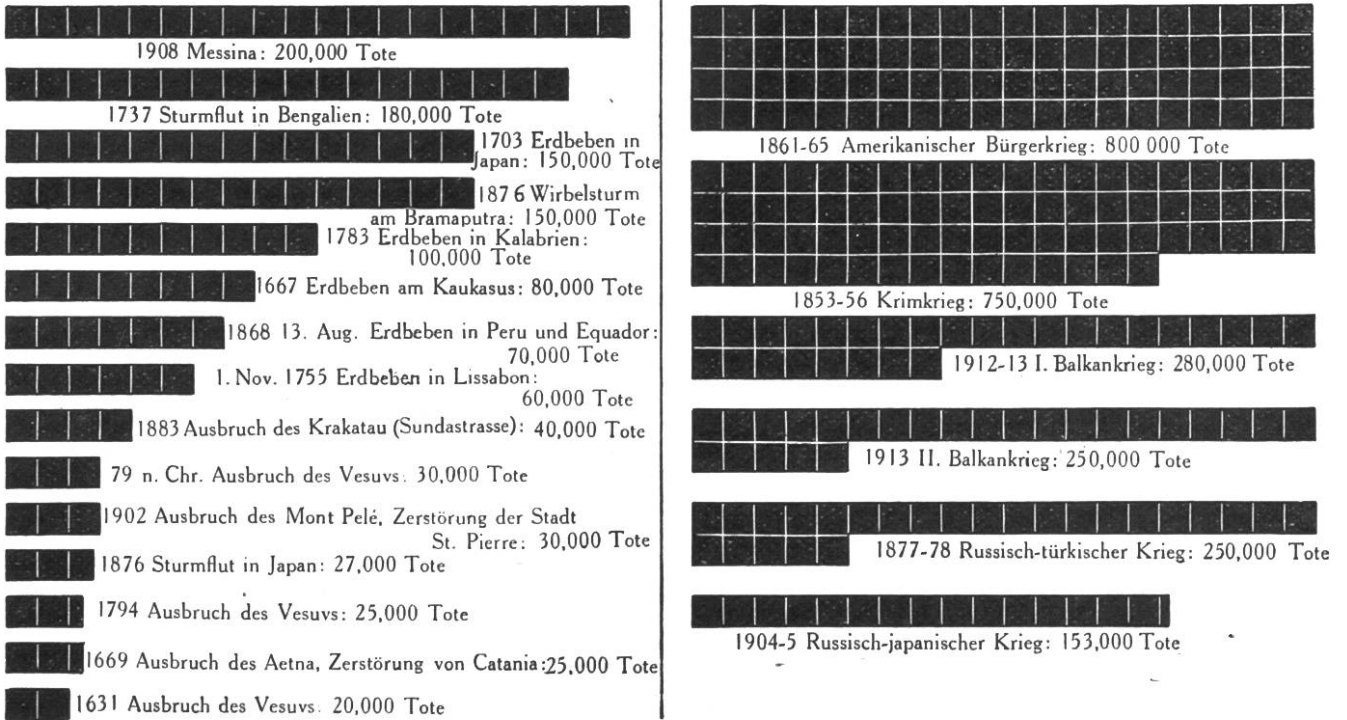 1908 Messina: 200,000 Tote
1737 Sturmflut in Bengalien: 180,000 Tote
1703 Erdbeben in
Japan: 150,000 Tote
1876 Wirbelsturm
am Bramaputra: 150,000 Tote
1783 Erdbeben in Kalabrien:
100,000 Tote
1667 Erdbeben am Kaukasus: 80,000 Tote
1868 13. Aug. Erdbeben in Peru und Equador:
70,000 Tote
1. Nov. 1755 Erdbeben in Lissabon:
60,000 Tote
1883 Ausbruch des Krakatau (Sundastrasse): 40,000 Tote
79 n. Chr. Ausbruch des Vesuvs: 30,000 Tote
1902 Ausbruch des Mont Pelé, Zerstörung der Stadt
St. Pierre: 30,000 Tote
1876 Sturmflut in Japan: 27,000 Tote
1794 Ausbruch des Vesuvs: 25,000 Tote
1669 Ausbruch des Aetna, Zerstörung von Catania: 25,000 Tote
1631 Ausbruch des Vesuvs: 20,000 Tote
1861-65 Amerikanischer Bürgerkrieg: 800 000 Tote
1853-56 Krimkrieg: 750,000 Tote
1912-13 I. Balkankrieg: 280,000 Tote
1913 II. Balkankrieg: 250,000 Tote
1877-78 Russisch-türkischer Krieg: 250,000 Tote
1904-5 Russisch-japanischer Krieg: 153,000 Tote